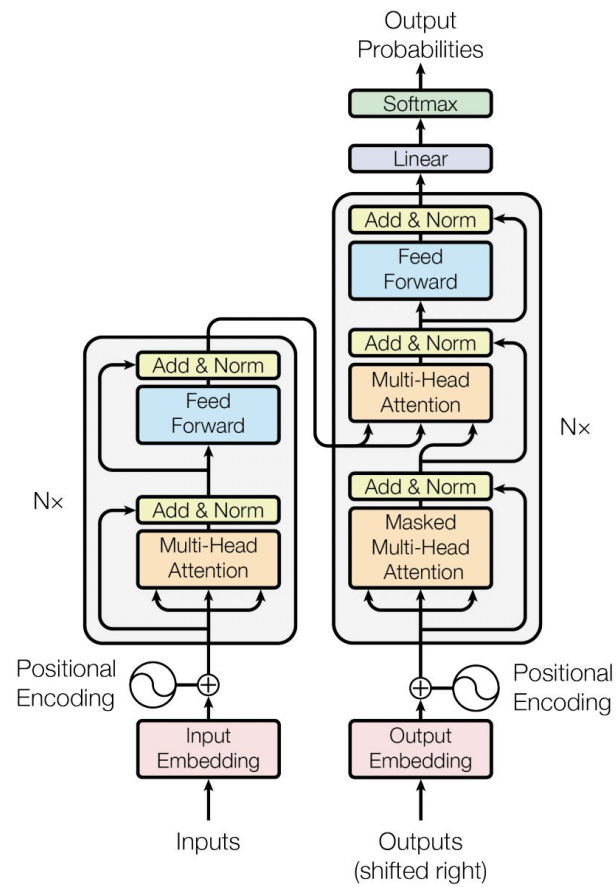 Output
Probabilities
Softmax
Linear
Add & Norm
Feed
Forward
Add & Norm
Multi-Head
Attention
Add & Norm
Masked
Multi-Head
Attention
N×
Add & Norm
Feed
Forward
Add & Norm
Multi-Head
Attention
N×
Positional
Encoding
Positional
Encoding
Input
Embedding
Output
Embedding
Inputs
Outputs
(shifted right)